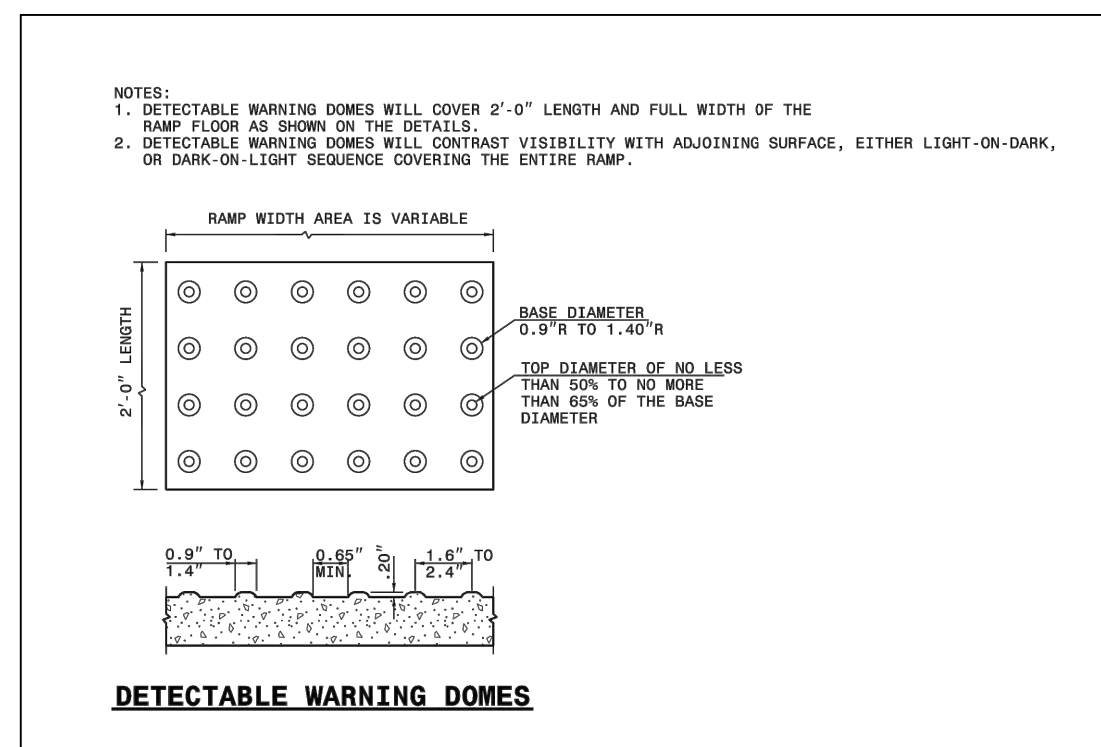 NOTES:
1. DETECTABLE WARNING DOMES WILL COVER 2'-0" LENGTH AND FULL WIDTH OF THE
RAMP FLOOR AS SHOWN ON THE DETAILS.
2. DETECTABLE WARNING DOMES WILL CONTRAST VISIBILITY WITH ADJOINING SURFACE, EITHER LIGHT-ON-DARK,
OR DARK-ON-LIGHT SEQUENCE COVERING THE ENTIRE RAMP.
RAMP WIDTH AREA IS VARIABLE
2'-0" LENGTH
BASE DIAMETER
0.9"R TO 1.40"R
TOP DIAMETER OF NO LESS
THAN 50% TO NO MORE
THAN 65% OF THE BASE
DIAMETER
0.9" TO
1.4"
0.65"
MIN.
.20"
1.6" TO
2.4"
DETECTABLE WARNING DOMES